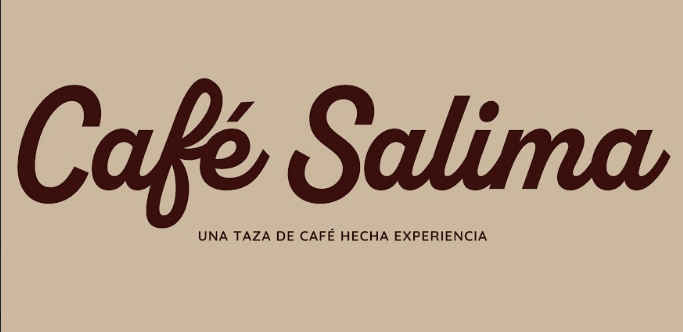 Café Salima
UNA TAZA DE CAFÉ HECHA EXPERIENCIA